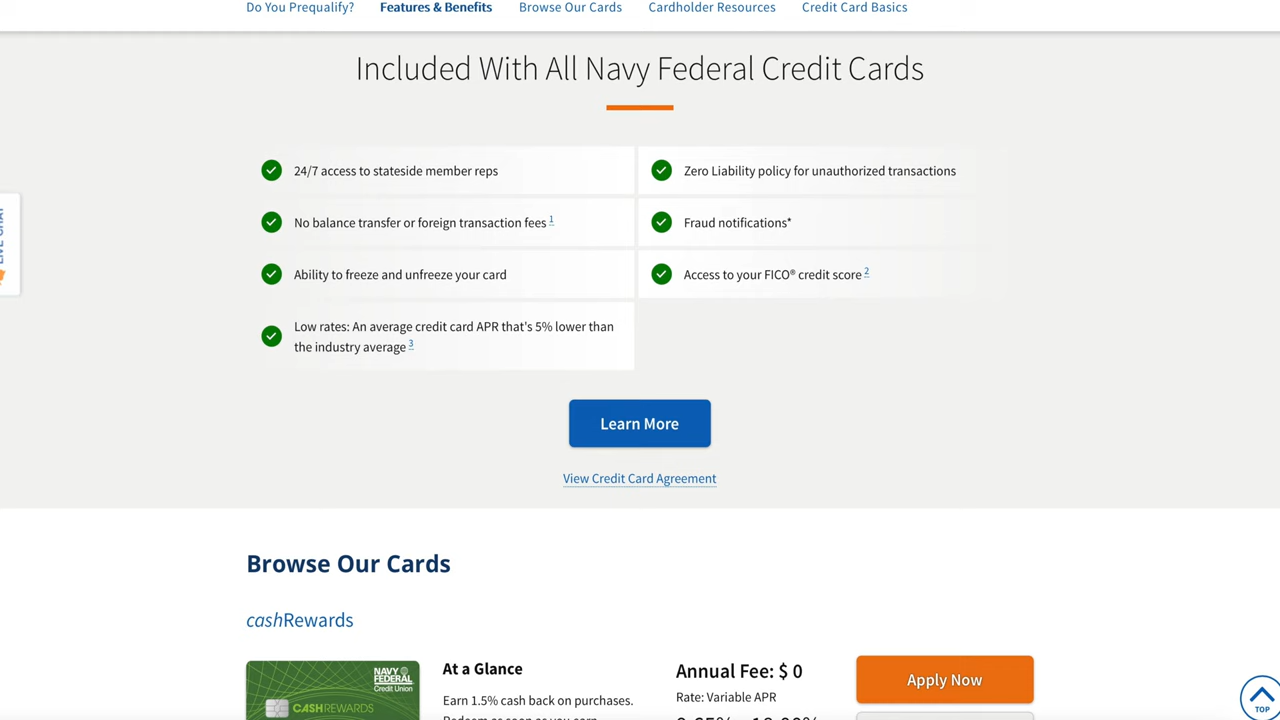 Do You Prequalify? Features & Benefits Browse Our Cards Cardholder Resources Credit Card Basics
Included With All Navy Federal Credit Cards
24/7 access to stateside member reps
Zero Liability policy for unauthorized transactions
No balance transfer or foreign transaction fees 1
Fraud notifications*
Ability to freeze and unfreeze your card
Access to your FICO® credit score 2
Low rates: An average credit card APR that's 5% lower than
the industry average 3
Learn More
View Credit Card Agreement
Browse Our Cards
cashRewards
NAVY
FEDERAL
Credit Union
CASHREWARDS
At a Glance
Earn 1.5% cash back on purchases.
Annual Fee: $ 0
Rate: Variable APR
Apply Now
TOP
LIVE CHAT